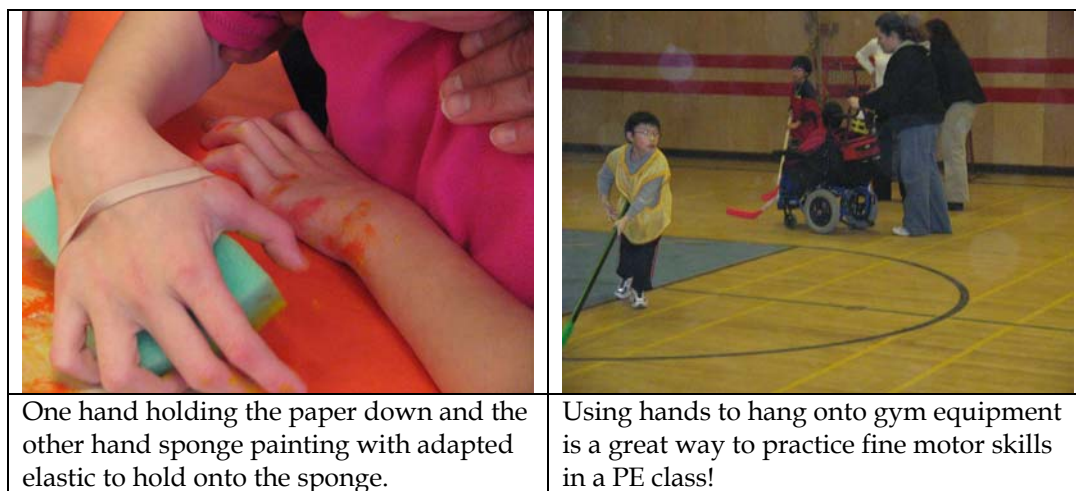 One hand holding the paper down and the
other hand sponge painting with adapted
elastic to hold onto the sponge.
Using hands to hang onto gym equipment
is a great way to practice fine motor skills
in a PE class!